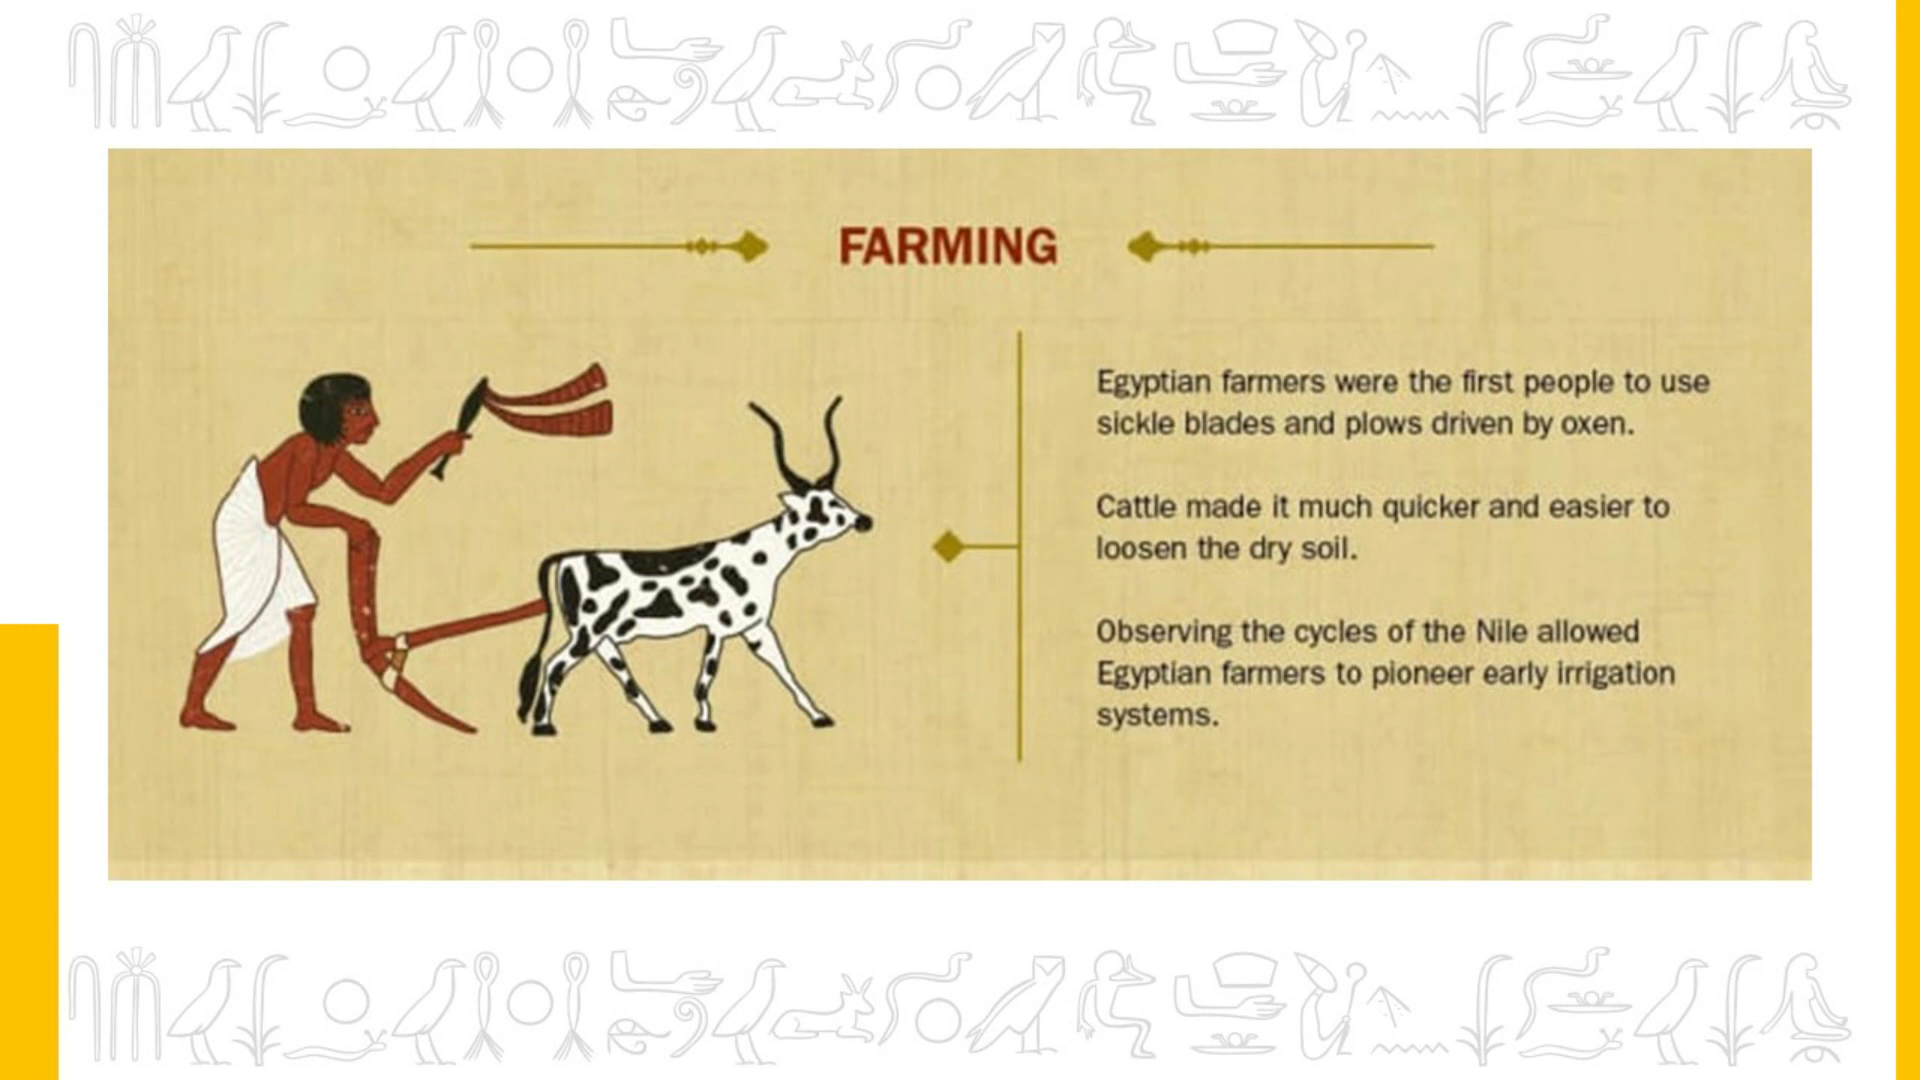 FARMING
Egyptian farmers were the first people to use
sickle blades and plows driven by oxen.
Cattle made it much quicker and easier to
loosen the dry soil.
Observing the cycles of the Nile allowed
Egyptian farmers to pioneer early irrigation
systems.